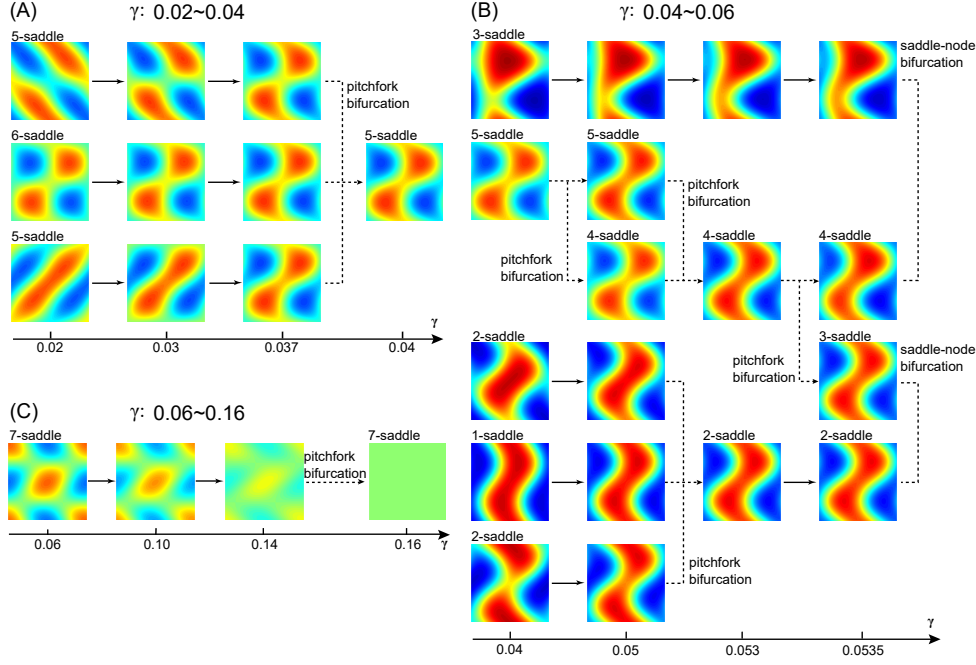 (A)
γ: 0.02~0.04
5-saddle
pitchfork
bifurcation
6-saddle
5-saddle
5-saddle
0.02
0.03
0.037
0.04
γ
(B)
γ: 0.04~0.06
3-saddle
saddle-node
bifurcation
5-saddle
5-saddle
pitchfork
bifurcation
4-saddle
4-saddle
4-saddle
pitchfork
bifurcation
2-saddle
3-saddle
saddle-node
bifurcation
pitchfork
bifurcation
1-saddle
2-saddle
2-saddle
2-saddle
pitchfork
bifurcation
0.04
0.05
0.053
0.0535
γ
(C)
γ: 0.06~0.16
7-saddle
pitchfork
bifurcation
7-saddle
0.06
0.10
0.14
0.16
γ